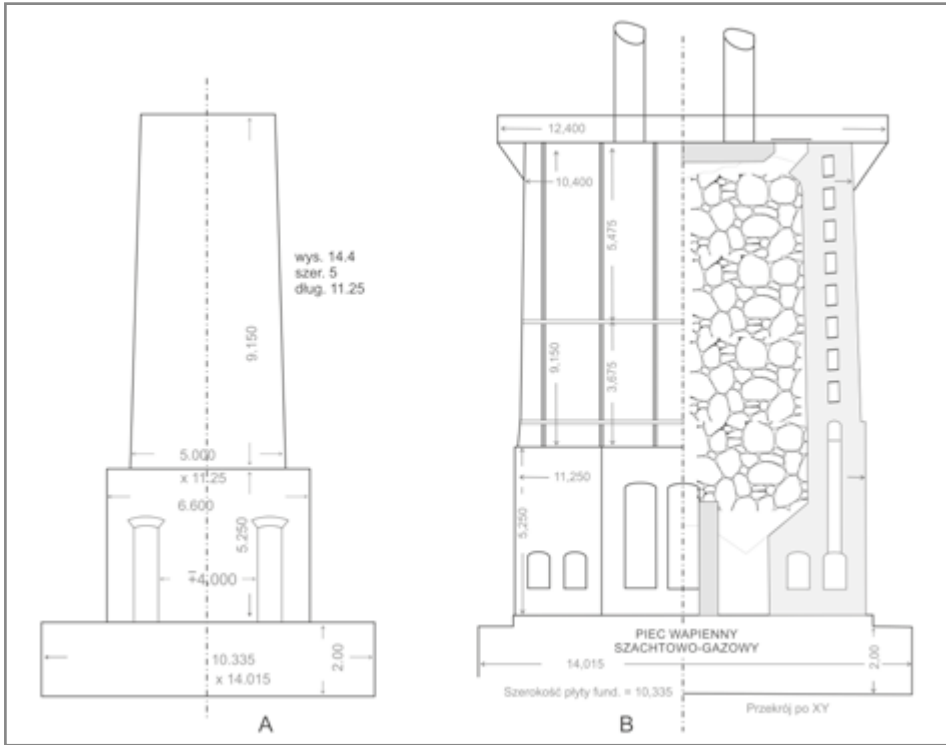 wys. 14.4
szer. 5
dług. 11.25
9.150
5.000
x 11.25
6.600
5.250
4.000
10.335
x 14.015
2.00
A
12,400
10,400
5,475
9,150
3,675
11,250
5,250
PIEC WAPIENNY
SZACHTOWO-GAZOWY
14,015
2,00
Szerokość płyty fund. = 10,335
Przekrój po XY
B